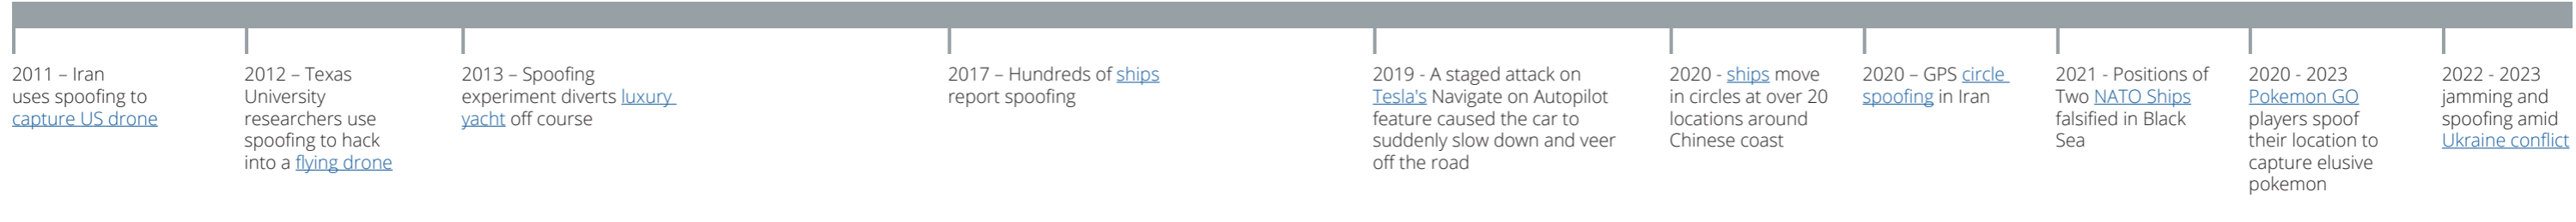 2011 – Iran
uses spoofing to
capture US drone
2012 – Texas
University
researchers use
spoofing to hack
into a flying drone
2013 – Spoofing
experiment diverts luxury
yacht off course
2017 – Hundreds of ships
report spoofing
2019 - A staged attack on
Tesla's Navigate on Autopilot
feature caused the car to
suddenly slow down and veer
off the road
2020 - ships move
in circles at over 20
locations around
Chinese coast
2020 – GPS circle
spoofing in Iran
2021 - Positions of
Two NATO Ships
falsified in Black
Sea
2020 - 2023
Pokemon GO
players spoof
their location to
capture elusive
pokemon
2022 - 2023
jamming and
spoofing amid
Ukraine conflict